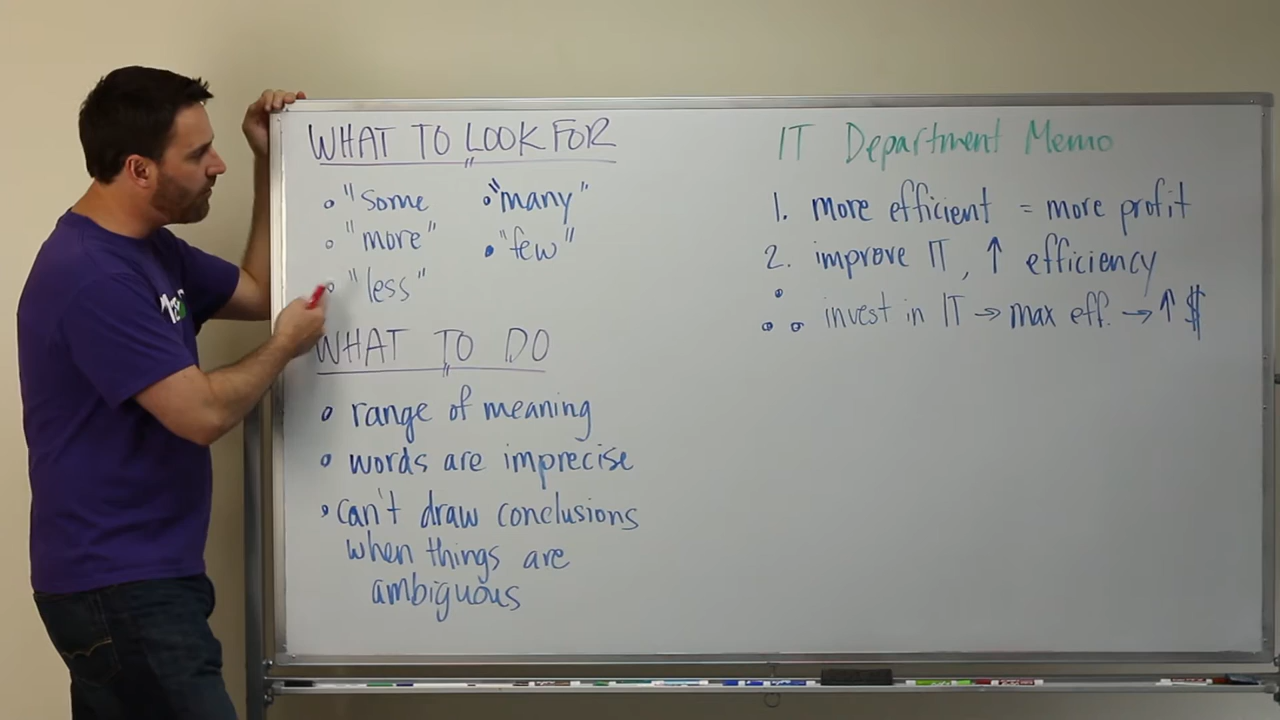 WHAT TO LOOK FOR
• "Some • "many"
• "more" • "few"
• "less"
WHAT TO DO
• range of meaning
• words are imprecise
• can't draw conclusions
when things are
ambiguous
IT Department Memo
1. more efficient = more profit
2. improve IT, ↑ efficiency
∴ invest in IT → max eff. → ↑ $